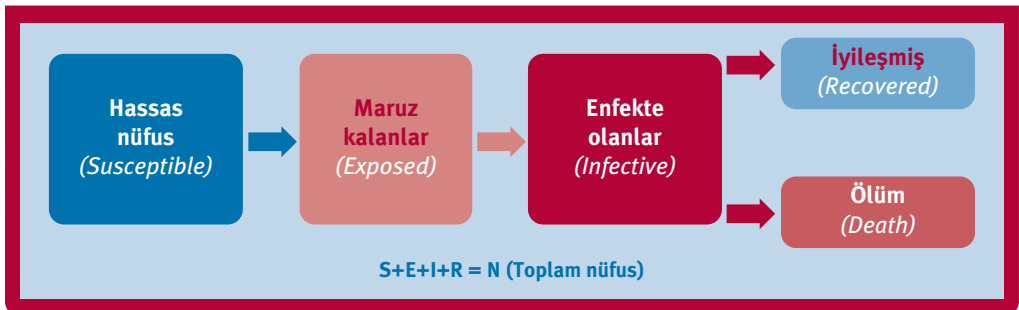 Hassas
nüfus
(Susceptible)
Maruz
kalanlar
(Exposed)
Enfekte
olanlar
(Infective)
İyileşmiş
(Recovered)
Ölüm
(Death)
S+E+I+R = N (Toplam nüfus)